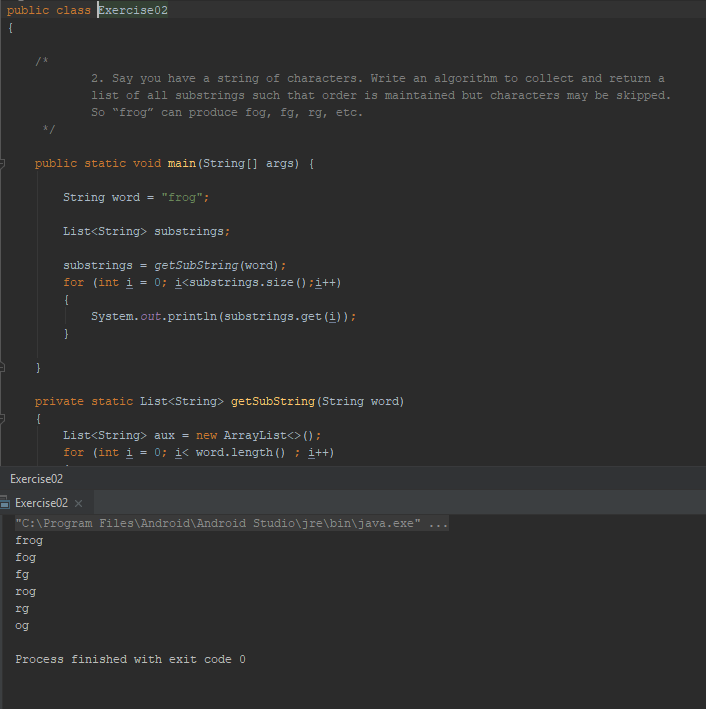 public class Exercise02
{
/*
2. Say you have a string of characters. Write an algorithm to collect and return a
list of all substrings such that order is maintained but characters may be skipped.
So “frog” can produce fog, fg, rg, etc.
*/
public static void main(String[] args) {
String word = "frog";
List<String> substrings;
substrings = getSubString(word);
for (int i = 0; i<substrings.size();i++)
{
System.out.println(substrings.get(i));
}
}
private static List<String> getSubString(String word)
{
List<String> aux = new ArrayList<>();
for (int i = 0; i< word.length() ; i++)
Exercise02
Exercise02 ×
"C:\Program Files\Android\Android Studio\jre\bin\java.exe" ...
frog
fog
fg
rog
rg
og
Process finished with exit code 0